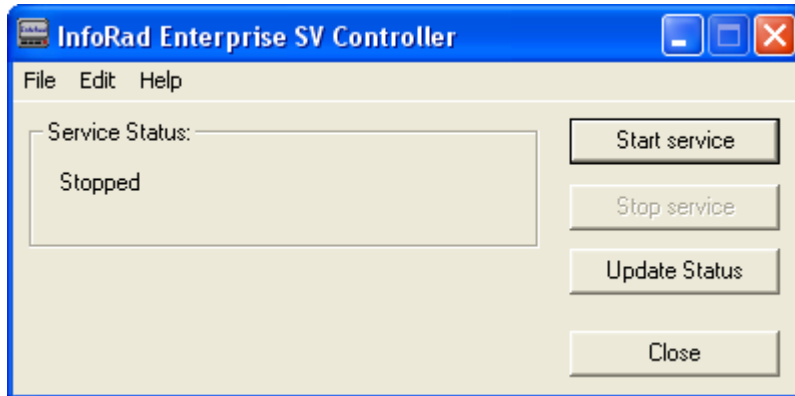 InfoRad Enterprise SV Controller
File Edit Help
Service Status:
Stopped
Start service
Stop service
Update Status
Close